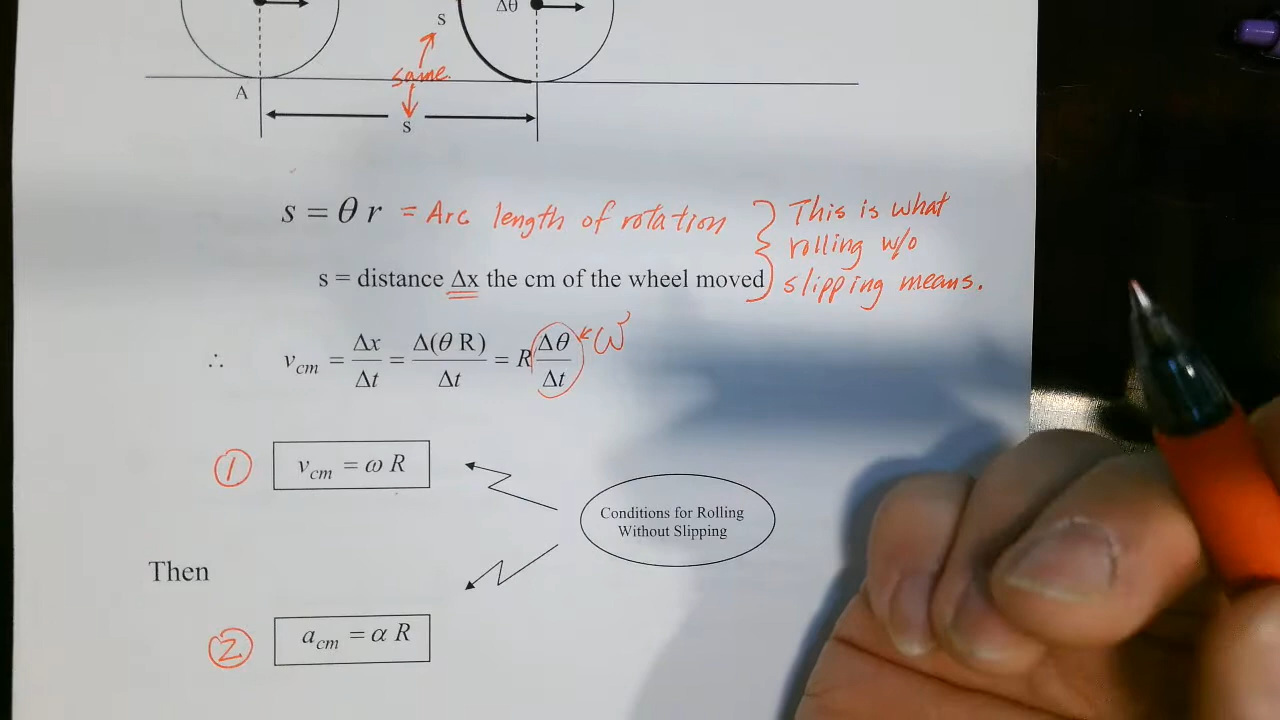 S Δθ
same
A
s
s = θ r = Arc length of rotation This is what
rolling w/o
s = distance Δx the cm of the wheel moved slipping means.
∴ v_cm = Δx/Δt = Δ(θ R)/Δt = R Δθ/Δt ω
① v_cm = ω R
Conditions for Rolling
Without Slipping
Then
② a_cm = α R